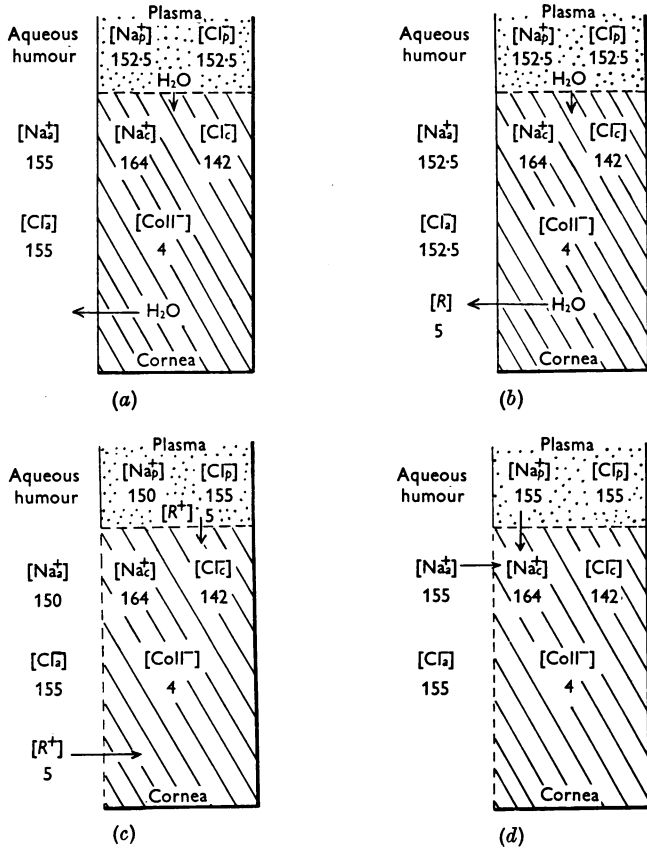 Plasma
Aqueous humour
[Na⁺ₚ] [Cl⁻ₚ]
152·5 152·5
H₂O
[Na⁺ₐ] [Na⁺c] [Cl⁻c]
155 164 142
[Cl⁻ₐ] [Coll⁻]
155 4
H₂O
Cornea
(a)
Plasma
Aqueous humour
[Na⁺ₚ] [Cl⁻ₚ]
152·5 152·5
H₂O
[Na⁺ₐ] [Na⁺c] [Cl⁻c]
152·5 164 142
[Cl⁻ₐ] [Coll⁻]
152·5 4
[R] H₂O
5
Cornea
(b)
Plasma
Aqueous humour
[Na⁺ₚ] [Cl⁻ₚ]
150 155
[R⁺] 5
[Na⁺ₐ] [Na⁺c] [Cl⁻c]
150 164 142
[Cl⁻ₐ] [Coll⁻]
155 4
[R⁺]
5
Cornea
(c)
Plasma
Aqueous humour
[Na⁺ₚ] [Cl⁻ₚ]
155 155
[Na⁺ₐ] [Na⁺c] [Cl⁻c]
155 164 142
[Cl⁻ₐ] [Coll⁻]
155 4
Cornea
(d)